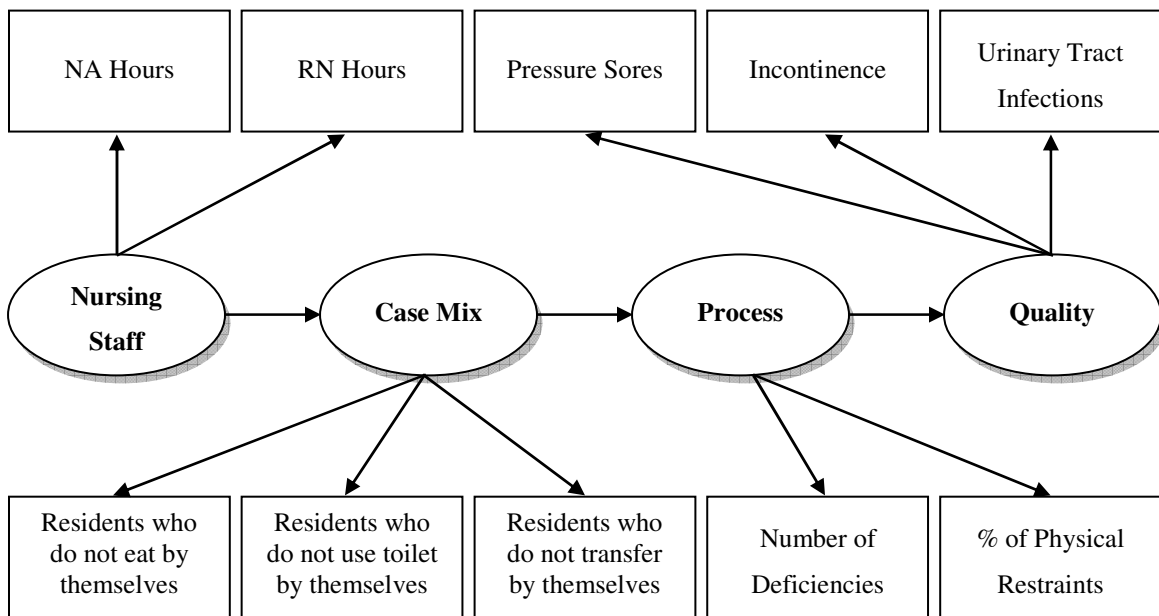 NA Hours
RN Hours
Pressure Sores
Incontinence
Urinary Tract
Infections
Nursing
Staff
Case Mix
Process
Quality
Residents who
do not eat by
themselves
Residents who
do not use toilet
by themselves
Residents who
do not transfer
by themselves
Number of
Deficiencies
% of Physical
Restraints